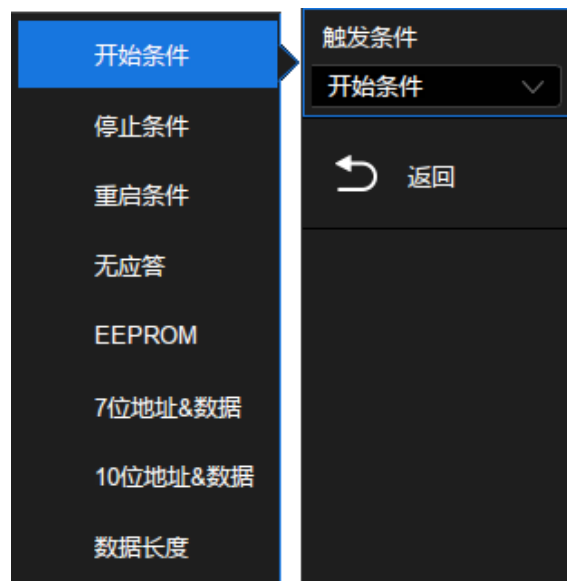 开始条件
停止条件
重启条件
无应答
EEPROM
7位地址&数据
10位地址&数据
数据长度
触发条件
开始条件
返回